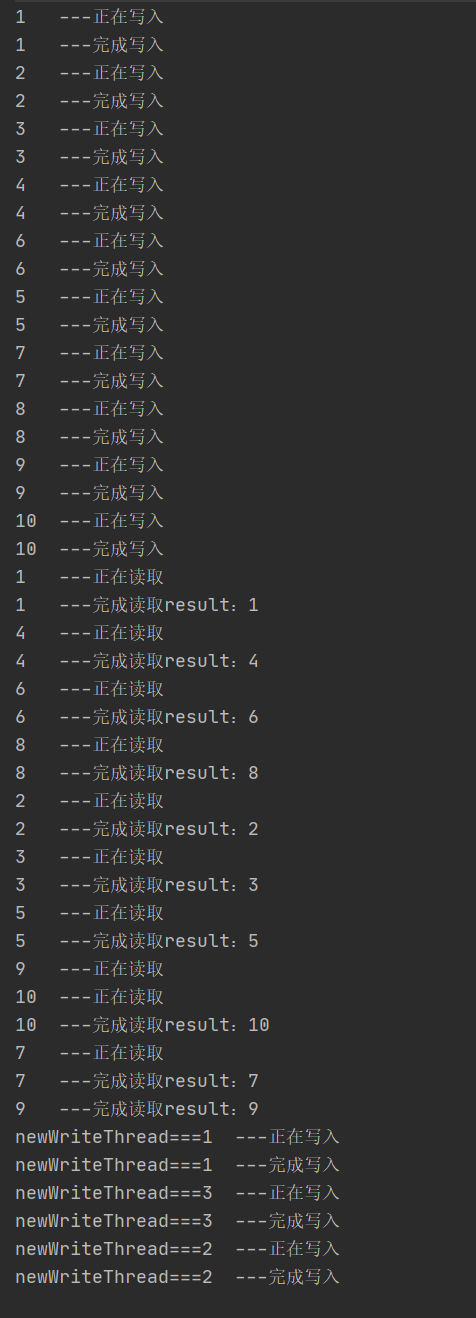 1   ---正在写入
1   ---完成写入
2   ---正在写入
2   ---完成写入
3   ---正在写入
3   ---完成写入
4   ---正在写入
4   ---完成写入
6   ---正在写入
6   ---完成写入
5   ---正在写入
5   ---完成写入
7   ---正在写入
7   ---完成写入
8   ---正在写入
8   ---完成写入
9   ---正在写入
9   ---完成写入
10  ---正在写入
10  ---完成写入
1   ---正在读取
1   ---完成读取result：1
4   ---正在读取
4   ---完成读取result：4
6   ---正在读取
6   ---完成读取result：6
8   ---正在读取
8   ---完成读取result：8
2   ---正在读取
2   ---完成读取result：2
3   ---正在读取
3   ---完成读取result：3
5   ---正在读取
5   ---完成读取result：5
9   ---正在读取
10  ---正在读取
10  ---完成读取result：10
7   ---正在读取
7   ---完成读取result：7
9   ---完成读取result：9
newWriteThread===1  ---正在写入
newWriteThread===1  ---完成写入
newWriteThread===3  ---正在写入
newWriteThread===3  ---完成写入
newWriteThread===2  ---正在写入
newWriteThread===2  ---完成写入